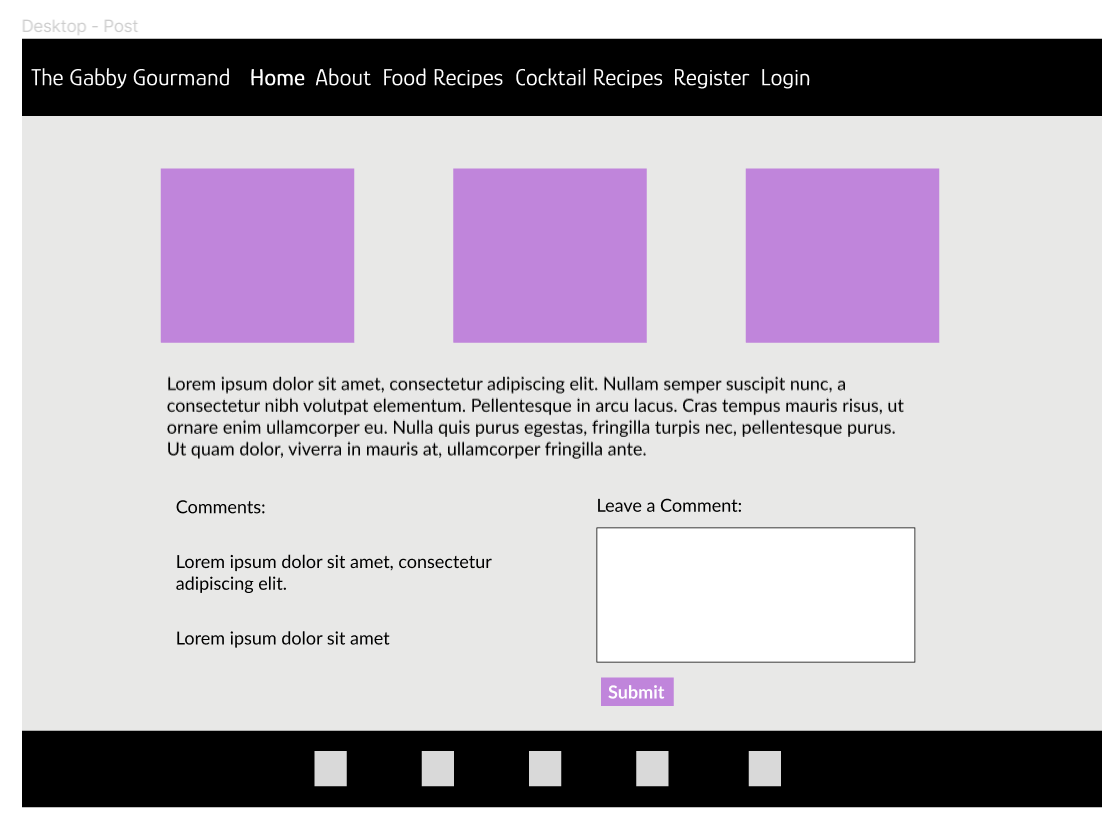 Desktop - Post
The Gabby Gourmand Home About Food Recipes Cocktail Recipes Register Login
Lorem ipsum dolor sit amet, consectetur adipiscing elit. Nullam semper suscipit nunc, a
consectetur nibh volutpat elementum. Pellentesque in arcu lacus. Cras tempus mauris risus, ut
ornare enim ullamcorper eu. Nulla quis purus egestas, fringilla turpis nec, pellentesque purus.
Ut quam dolor, viverra in mauris at, ullamcorper fringilla ante.
Comments:
Lorem ipsum dolor sit amet, consectetur
adipiscing elit.
Lorem ipsum dolor sit amet
Leave a Comment:
Submit